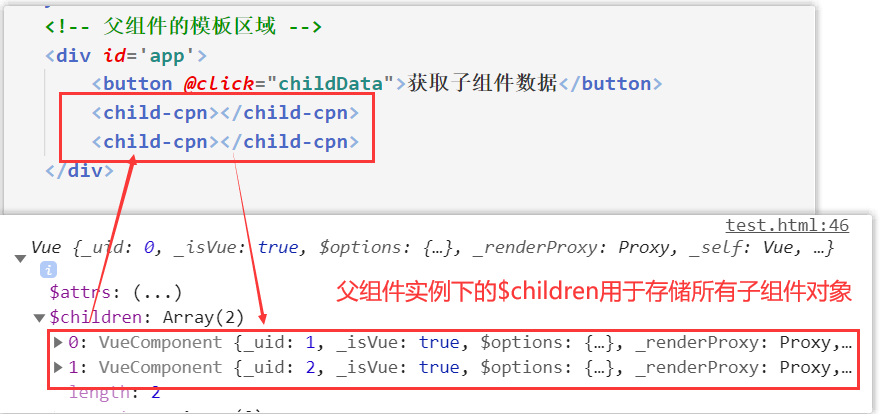 <!-- 父组件的模板区域 -->
<div id='app'>
<button @click="childData">获取子组件数据</button>
<child-cpn></child-cpn>
<child-cpn></child-cpn>
</div>
test.html:46
Vue {_uid: 0, _isVue: true, $options: {…}, _renderProxy: Proxy, _self: Vue, …}
i
$attrs: (...)
父组件实例下的$children用于存储所有子组件对象
$children: Array(2)
0: VueComponent {_uid: 1, _isVue: true, $options: {…}, _renderProxy: Proxy,…
1: VueComponent {_uid: 2, _isVue: true, $options: {…}, _renderProxy: Proxy,…
length: 2